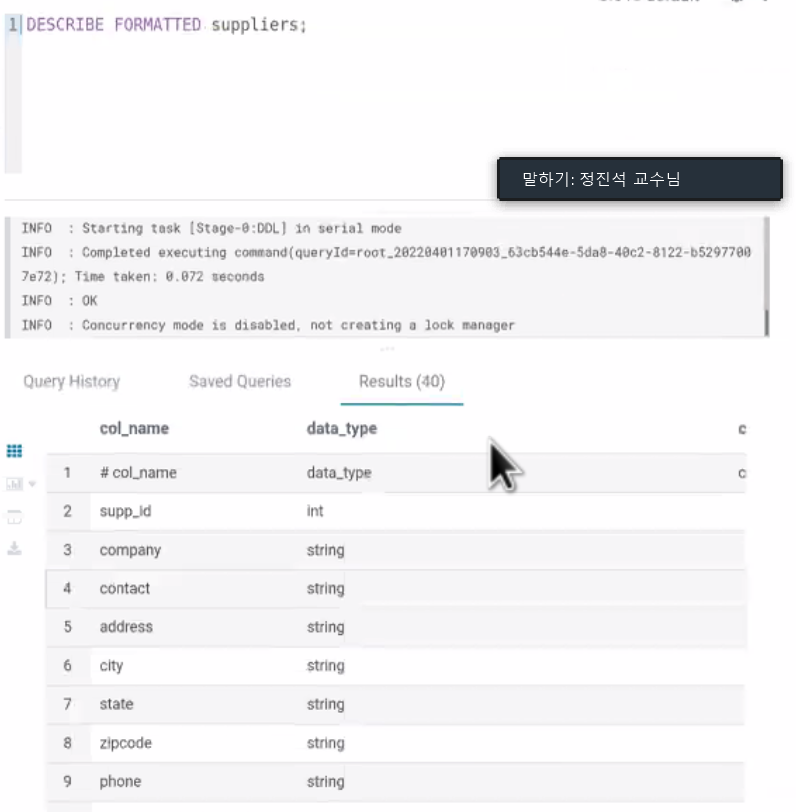 1 DESCRIBE FORMATTED suppliers;
말하기: 정진석 교수님
INFO : Starting task [Stage-0:DDL] in serial mode
INFO : Completed executing command(queryId=root_20220401170903_63cb544e-5da8-40c2-8122-b5297700
7e72); Time taken: 0.072 seconds
INFO : OK
INFO : Concurrency mode is disabled, not creating a lock manager
Query History Saved Queries Results (40)
col_name data_type c
1 # col_name data_type c
2 supp_id int
3 company string
4 contact string
5 address string
6 city string
7 state string
8 zipcode string
9 phone string